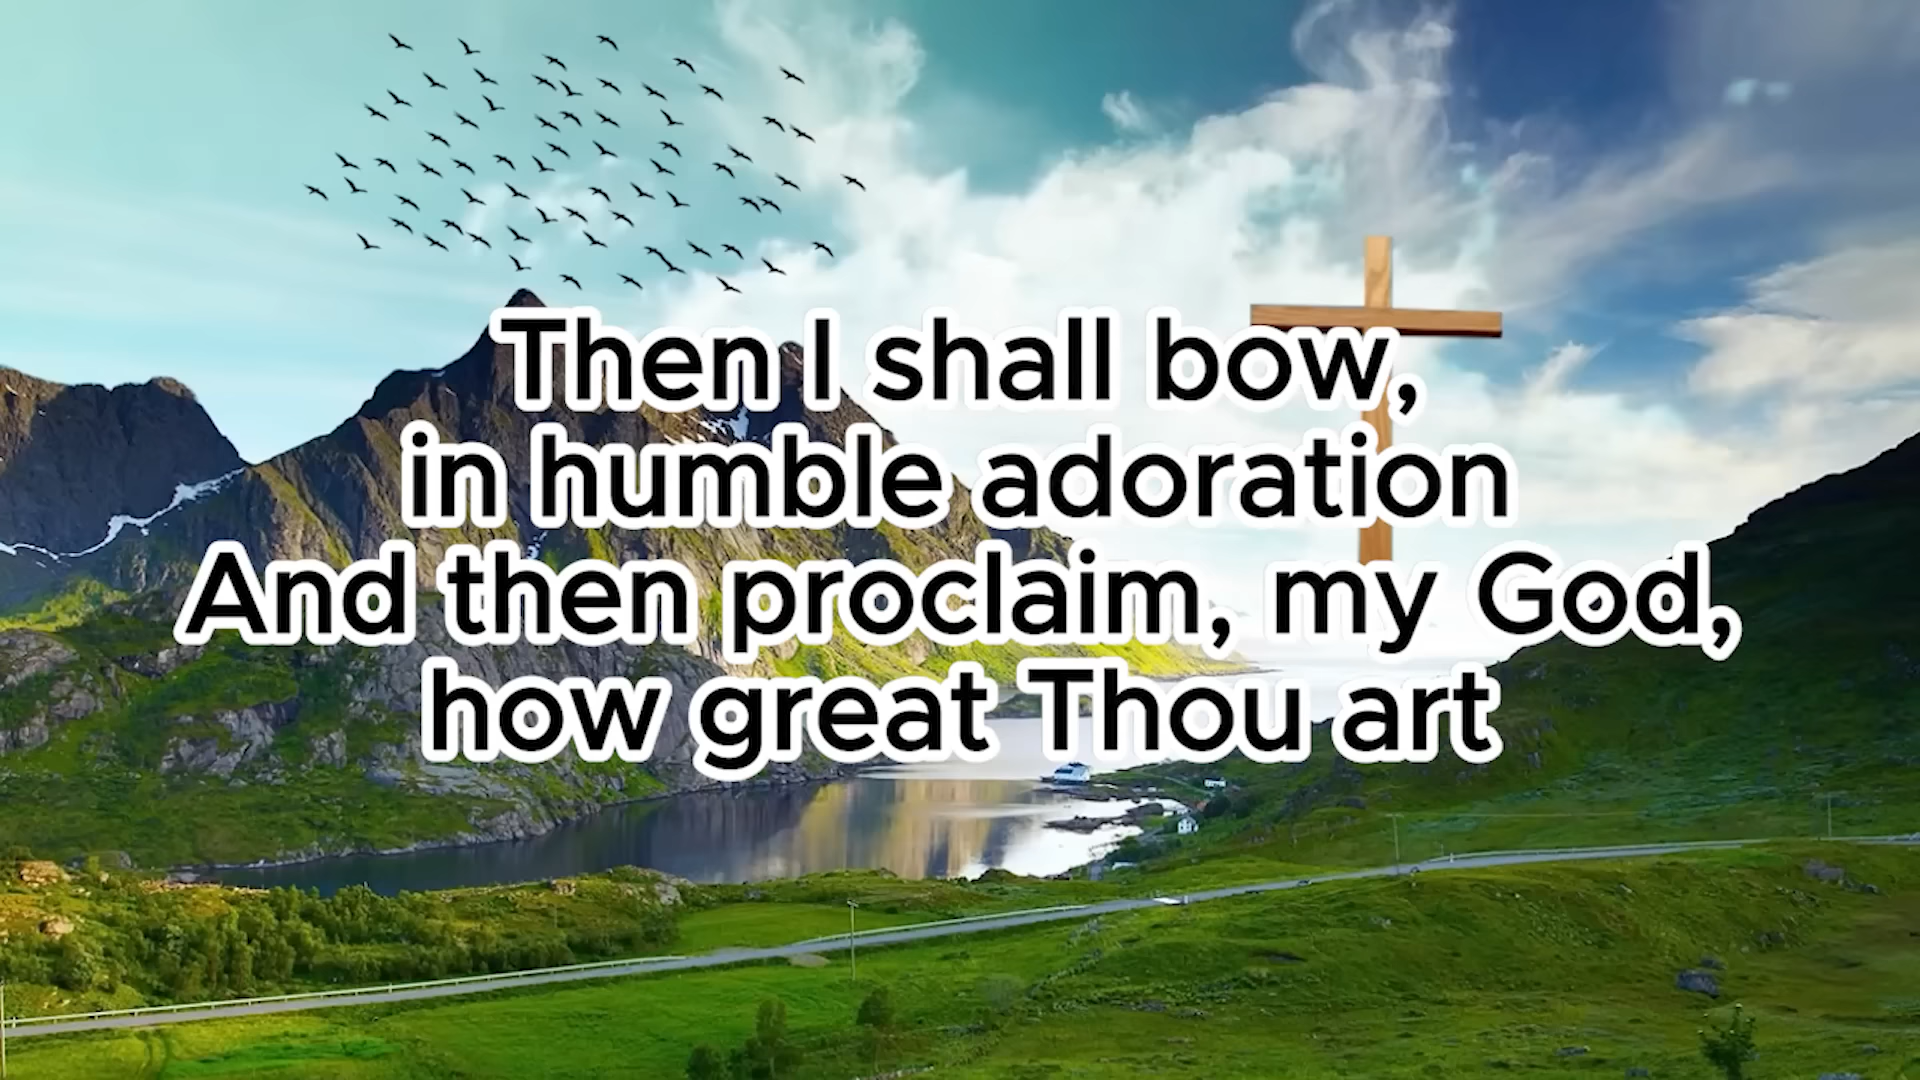 Then I shall bow,
in humble adoration
And then proclaim, my God,
how great Thou art